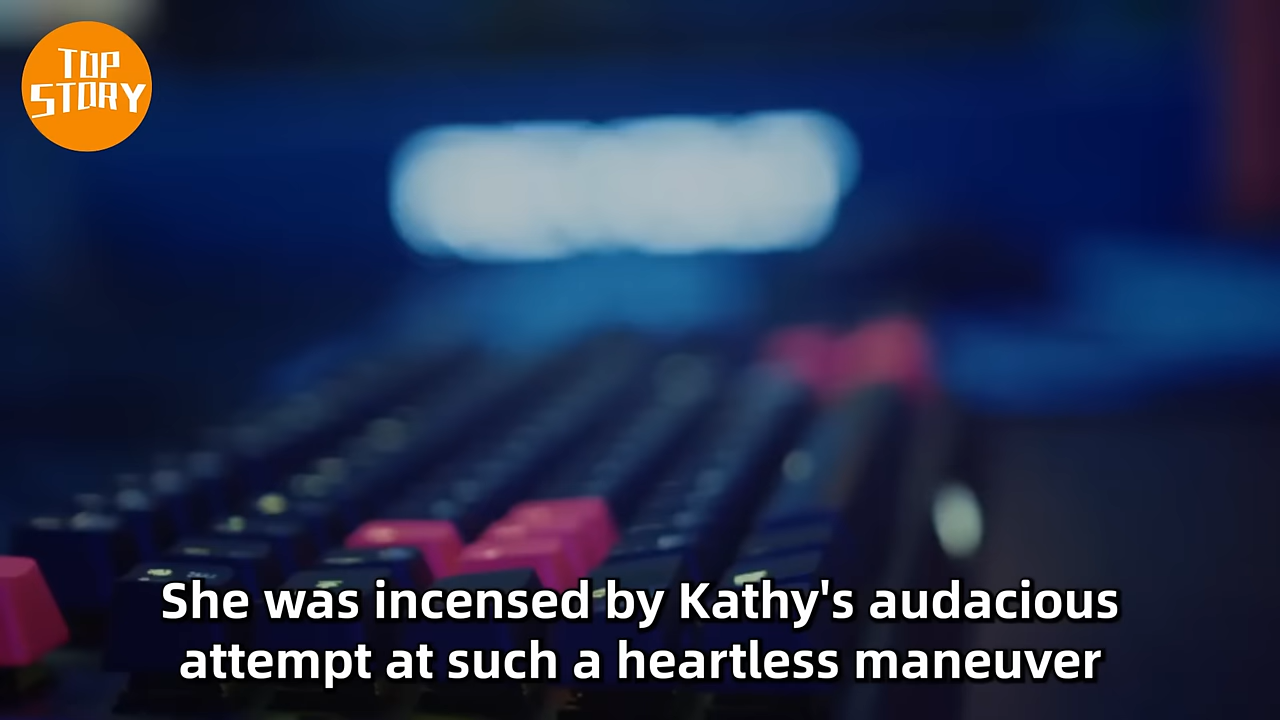 TOP
STORY
She was incensed by Kathy's audacious
attempt at such a heartless maneuver